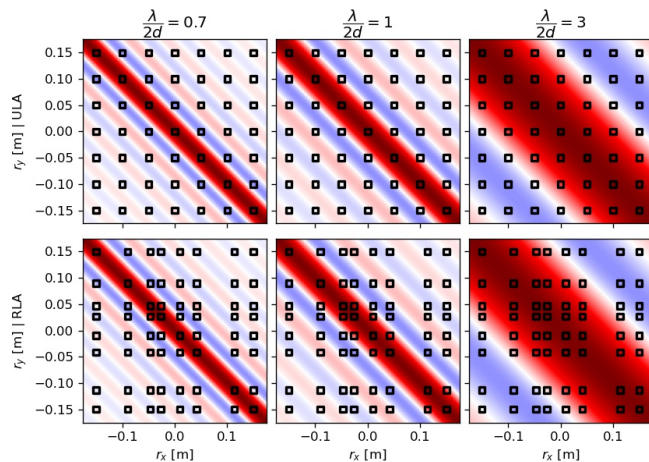 λ/2d = 0.7
λ/2d = 1
λ/2d = 3
r_y [m] | ULA
0.15
0.10
0.05
0.00
−0.05
−0.10
−0.15
r_y [m] | RLA
0.15
0.10
0.05
0.00
−0.05
−0.10
−0.15
−0.1 0.0 0.1
−0.1 0.0 0.1
−0.1 0.0 0.1
r_x [m]
r_x [m]
r_x [m]